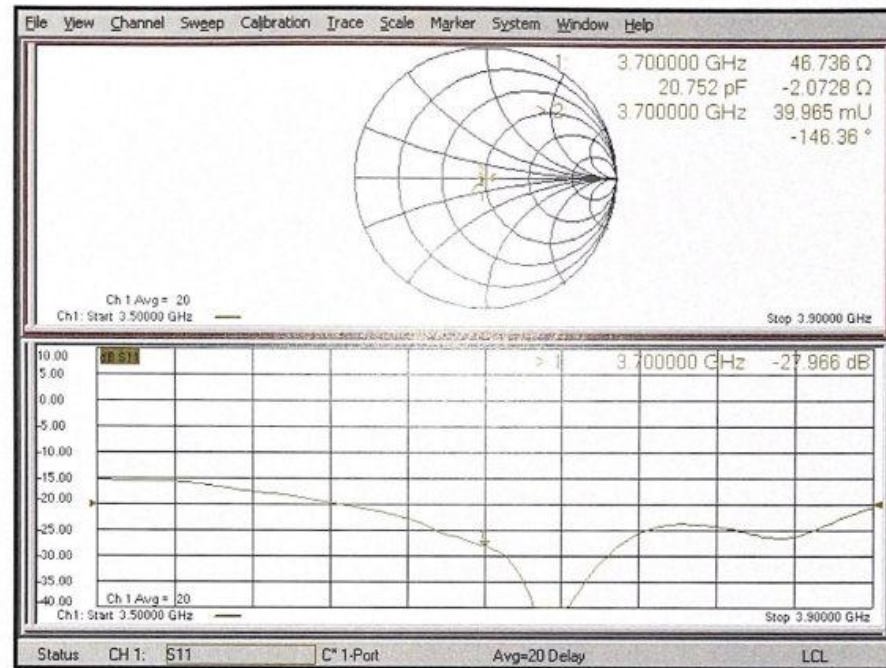 File View Channel Sweep Calibration Trace Scale Marker System Window Help
1: 3.700000 GHz 46.736 Ω
20.752 pF -2.0728 Ω
>2: 3.700000 GHz 39.965 mU
-146.36 °
Ch 1 Avg = 20
Ch1: Start 3.50000 GHz
Stop 3.90000 GHz
10.00
dB S11
> 1: 3.700000 GHz -27.966 dB
5.00
0.00
-5.00
-10.00
-15.00
-20.00
-25.00
-30.00
-35.00
-40.00
1
Ch 1 Avg = 20
Ch1: Start 3.50000 GHz
Stop 3.90000 GHz
Status CH 1: S11 C* 1-Port Avg=20 Delay LCL